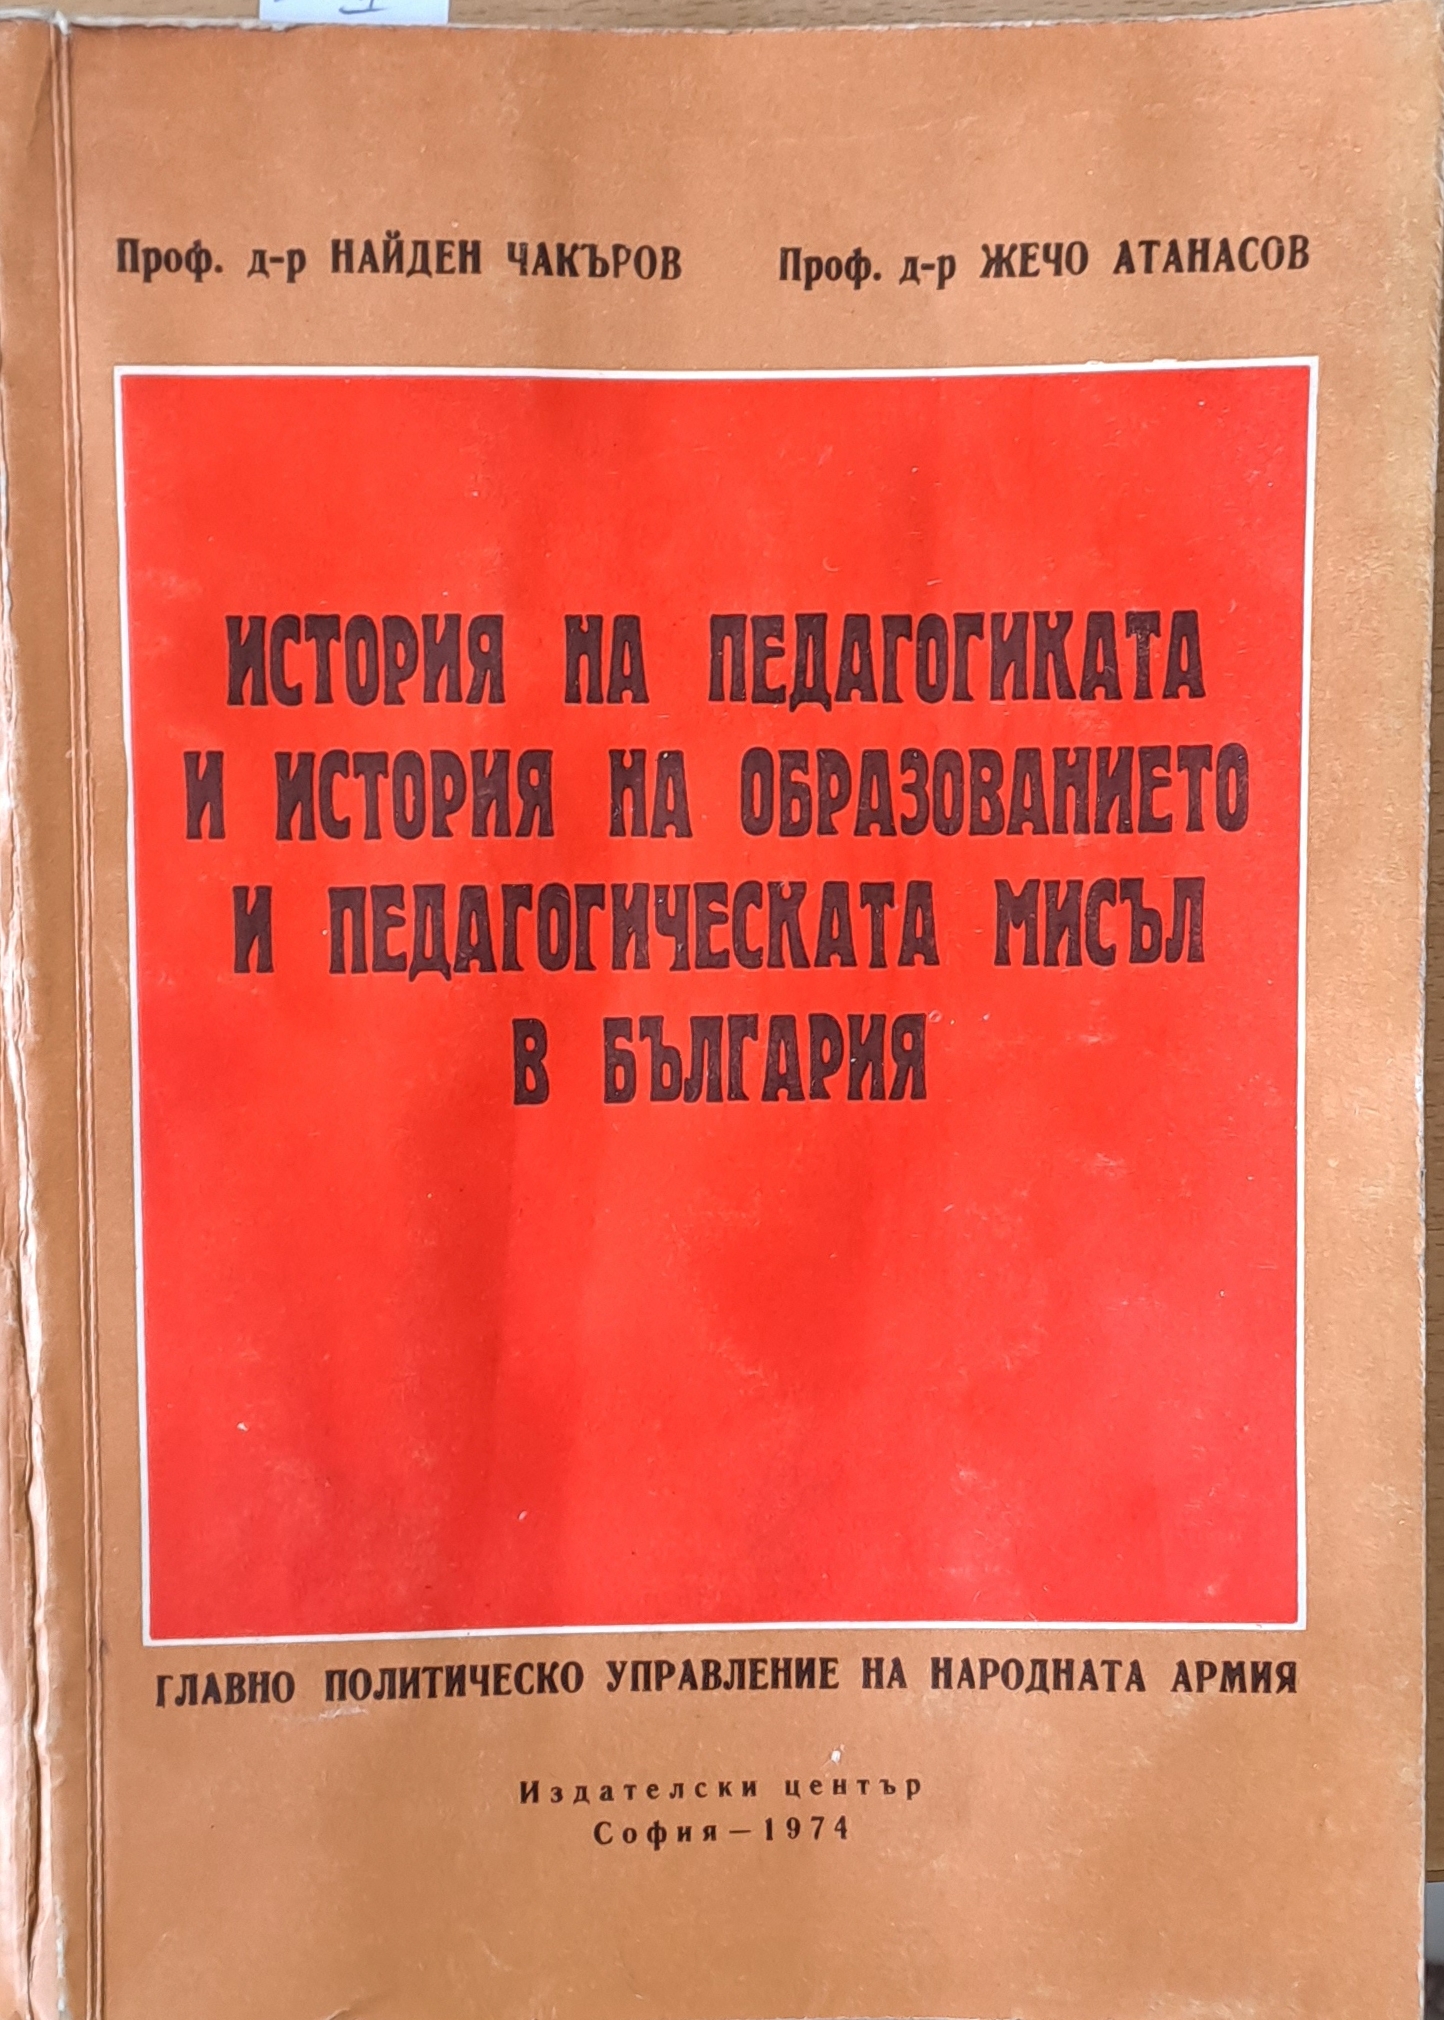 Проф. д-р НАЙДЕН ЧАКЪРОВ Проф. д-р ЖЕЧО АТАНАСОВ
ИСТОРИЯ НА ПЕДАГОГИКАТА
И ИСТОРИЯ НА ОБРАЗОВАНИЕТО
И ПЕДАГОГИЧЕСКАТА МИСЪЛ
В БЪЛГАРИЯ
ГЛАВНО ПОЛИТИЧЕСКО УПРАВЛЕНИЕ НА НАРОДНАТА АРМИЯ
Издателски център
София — 1974